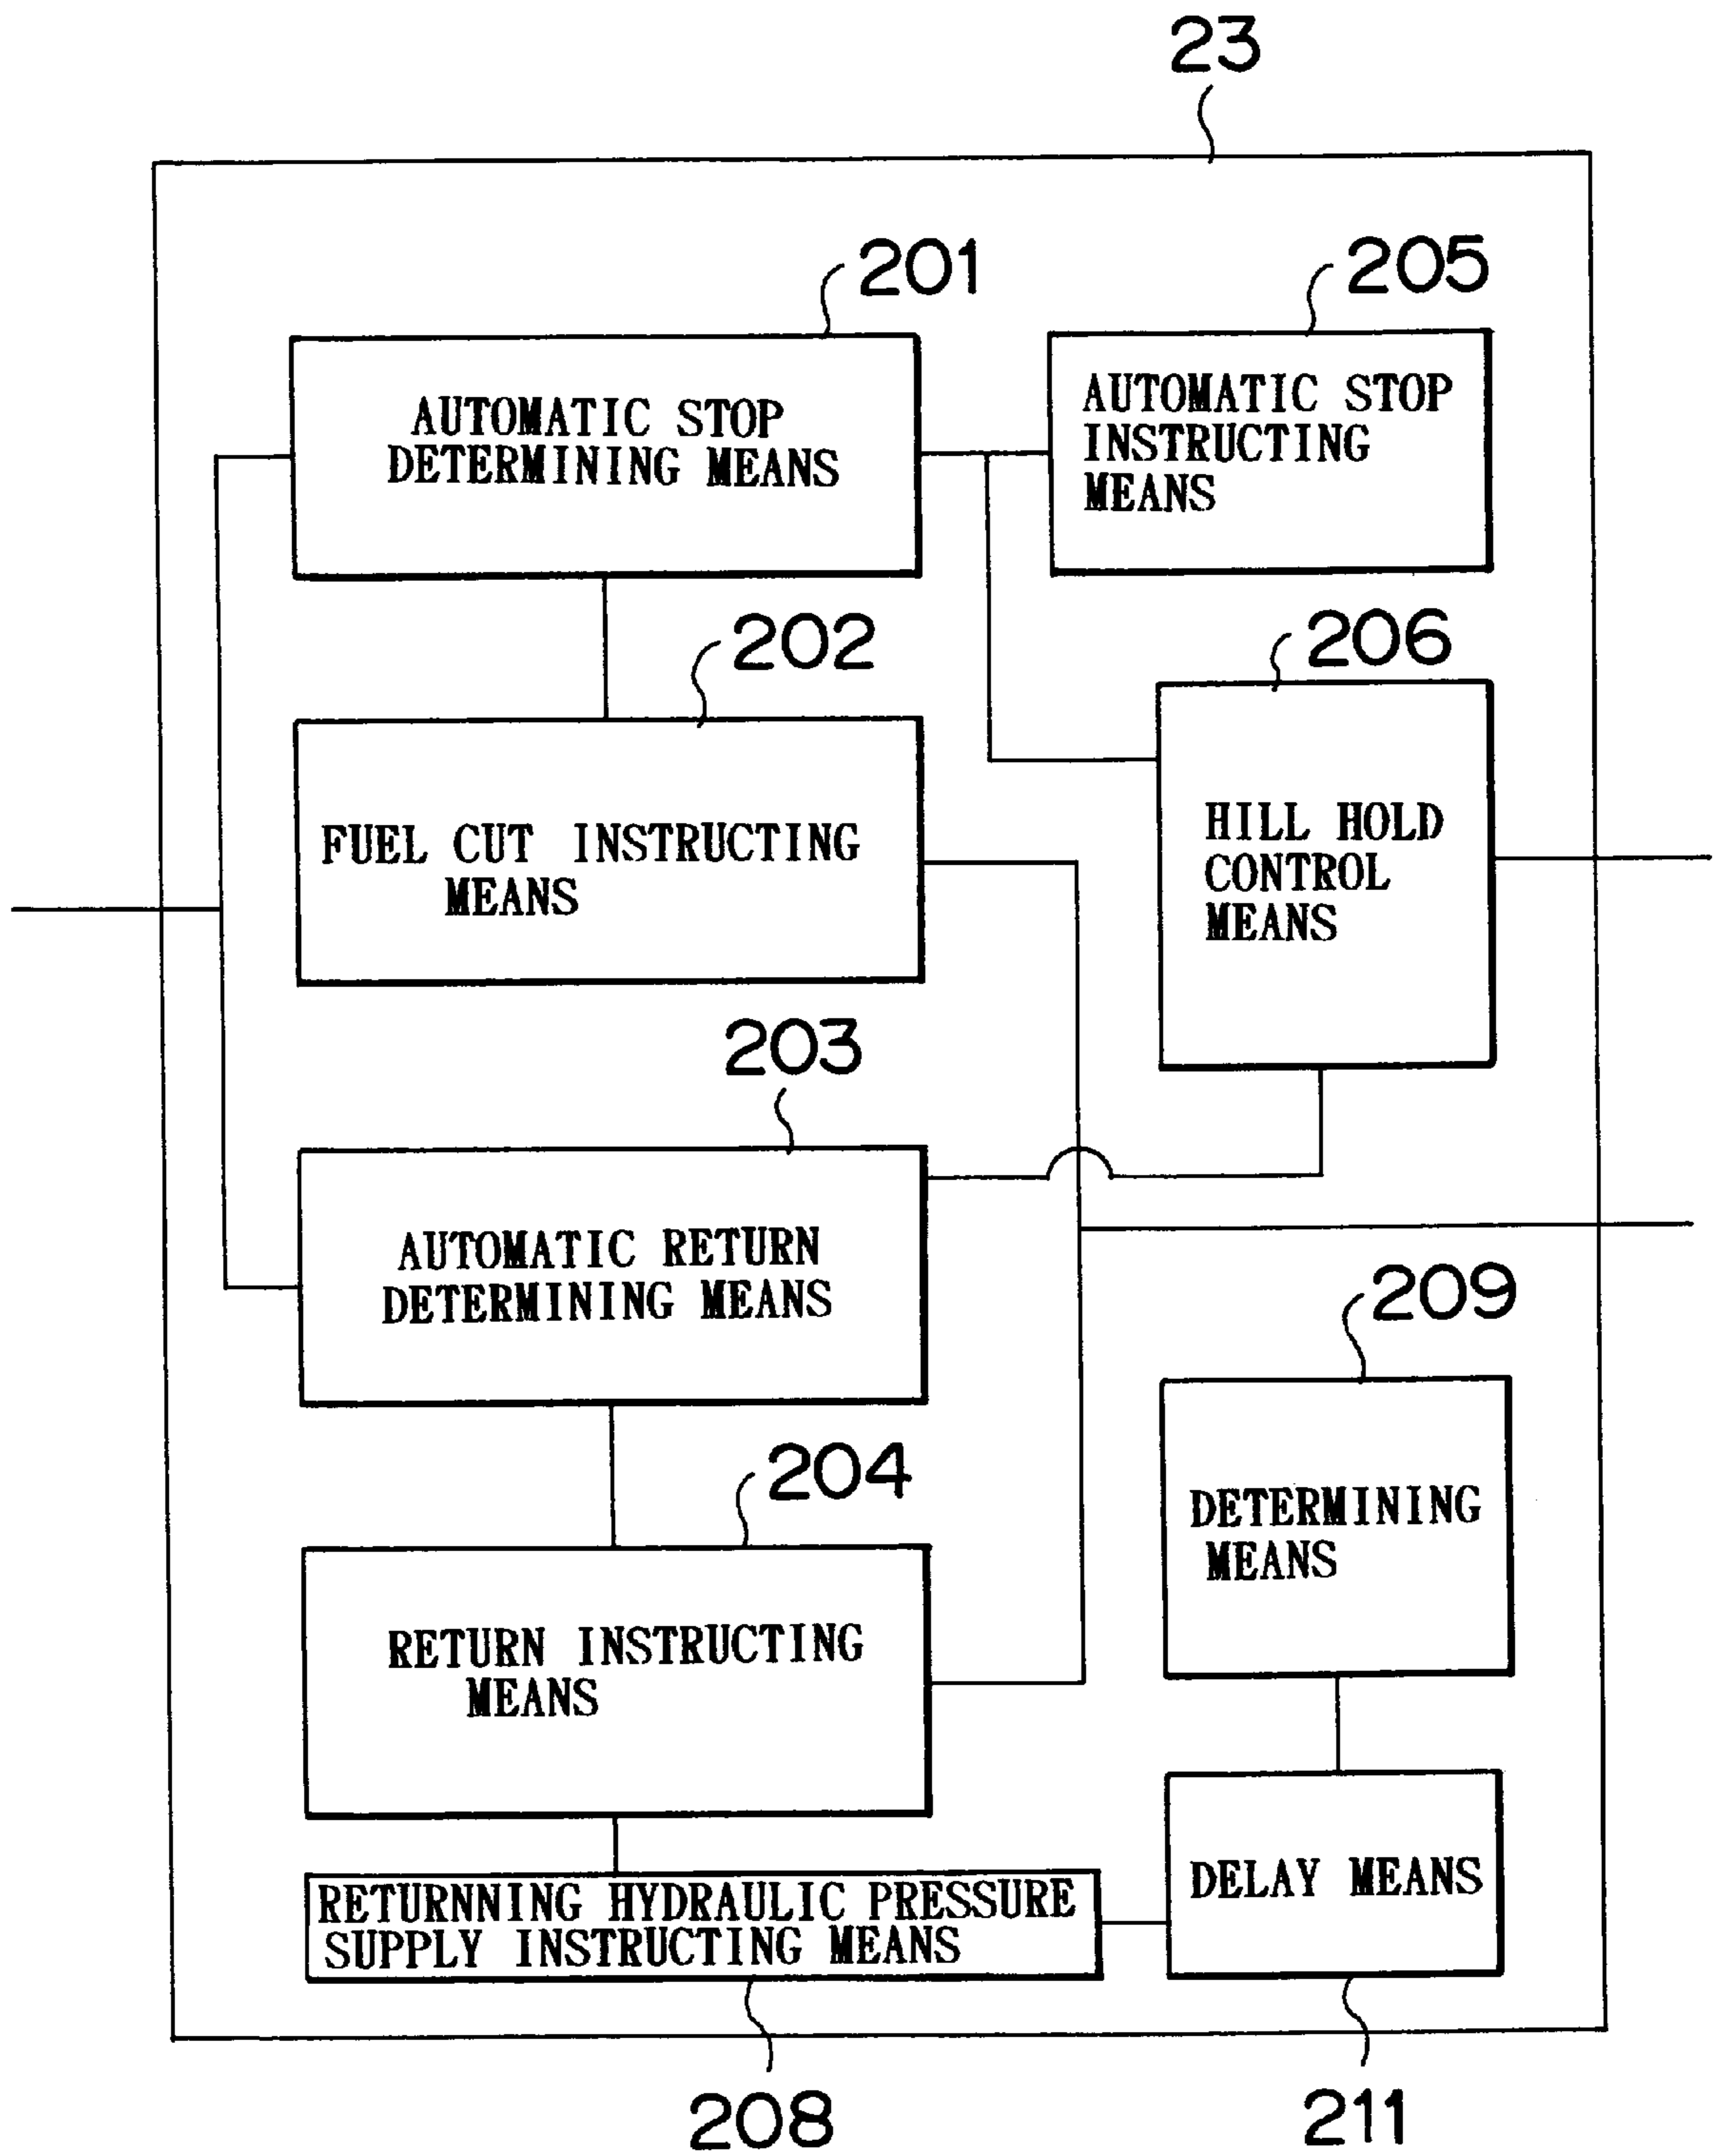 23
201
AUTOMATIC STOP
DETERMINING MEANS
205
AUTOMATIC STOP
INSTRUCTING
MEANS
202
FUEL CUT INSTRUCTING
MEANS
206
HILL HOLD
CONTROL
MEANS
203
AUTOMATIC RETURN
DETERMINING MEANS
209
DETERMINING
MEANS
204
RETURN INSTRUCTING
MEANS
RETURNNING HYDRAULIC PRESSURE
SUPPLY INSTRUCTING MEANS
DELAY MEANS
208
211